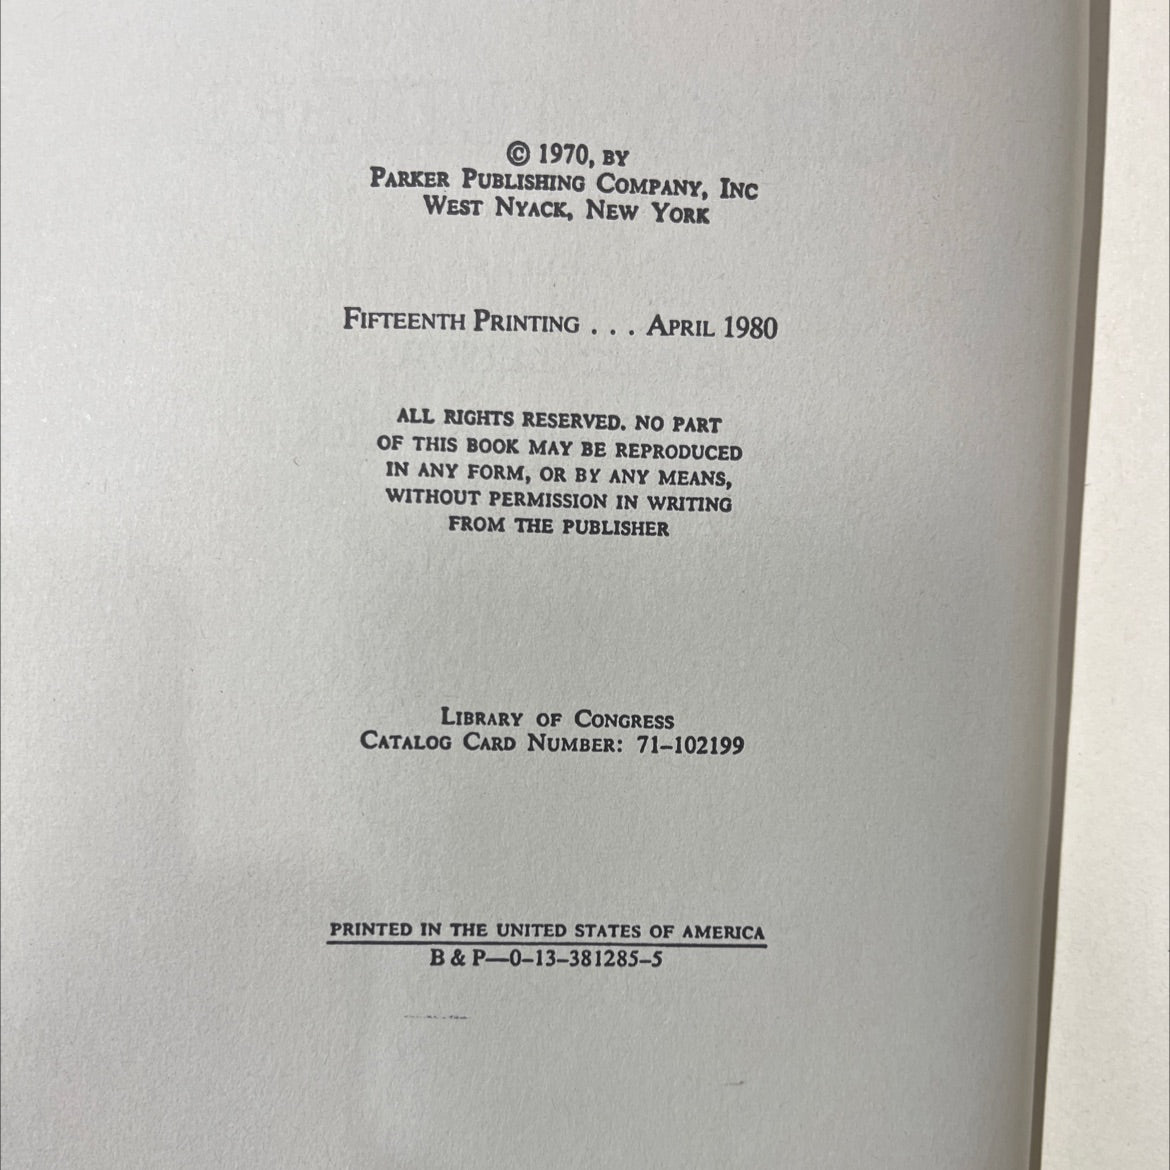 © 1970, BY
PARKER PUBLISHING COMPANY, INC
WEST NYACK, NEW YORK
FIFTEENTH PRINTING . . . APRIL 1980
ALL RIGHTS RESERVED. NO PART
OF THIS BOOK MAY BE REPRODUCED
IN ANY FORM, OR BY ANY MEANS,
WITHOUT PERMISSION IN WRITING
FROM THE PUBLISHER
LIBRARY OF CONGRESS
CATALOG CARD NUMBER: 71–102199
PRINTED IN THE UNITED STATES OF AMERICA
B & P—0–13–381285–5